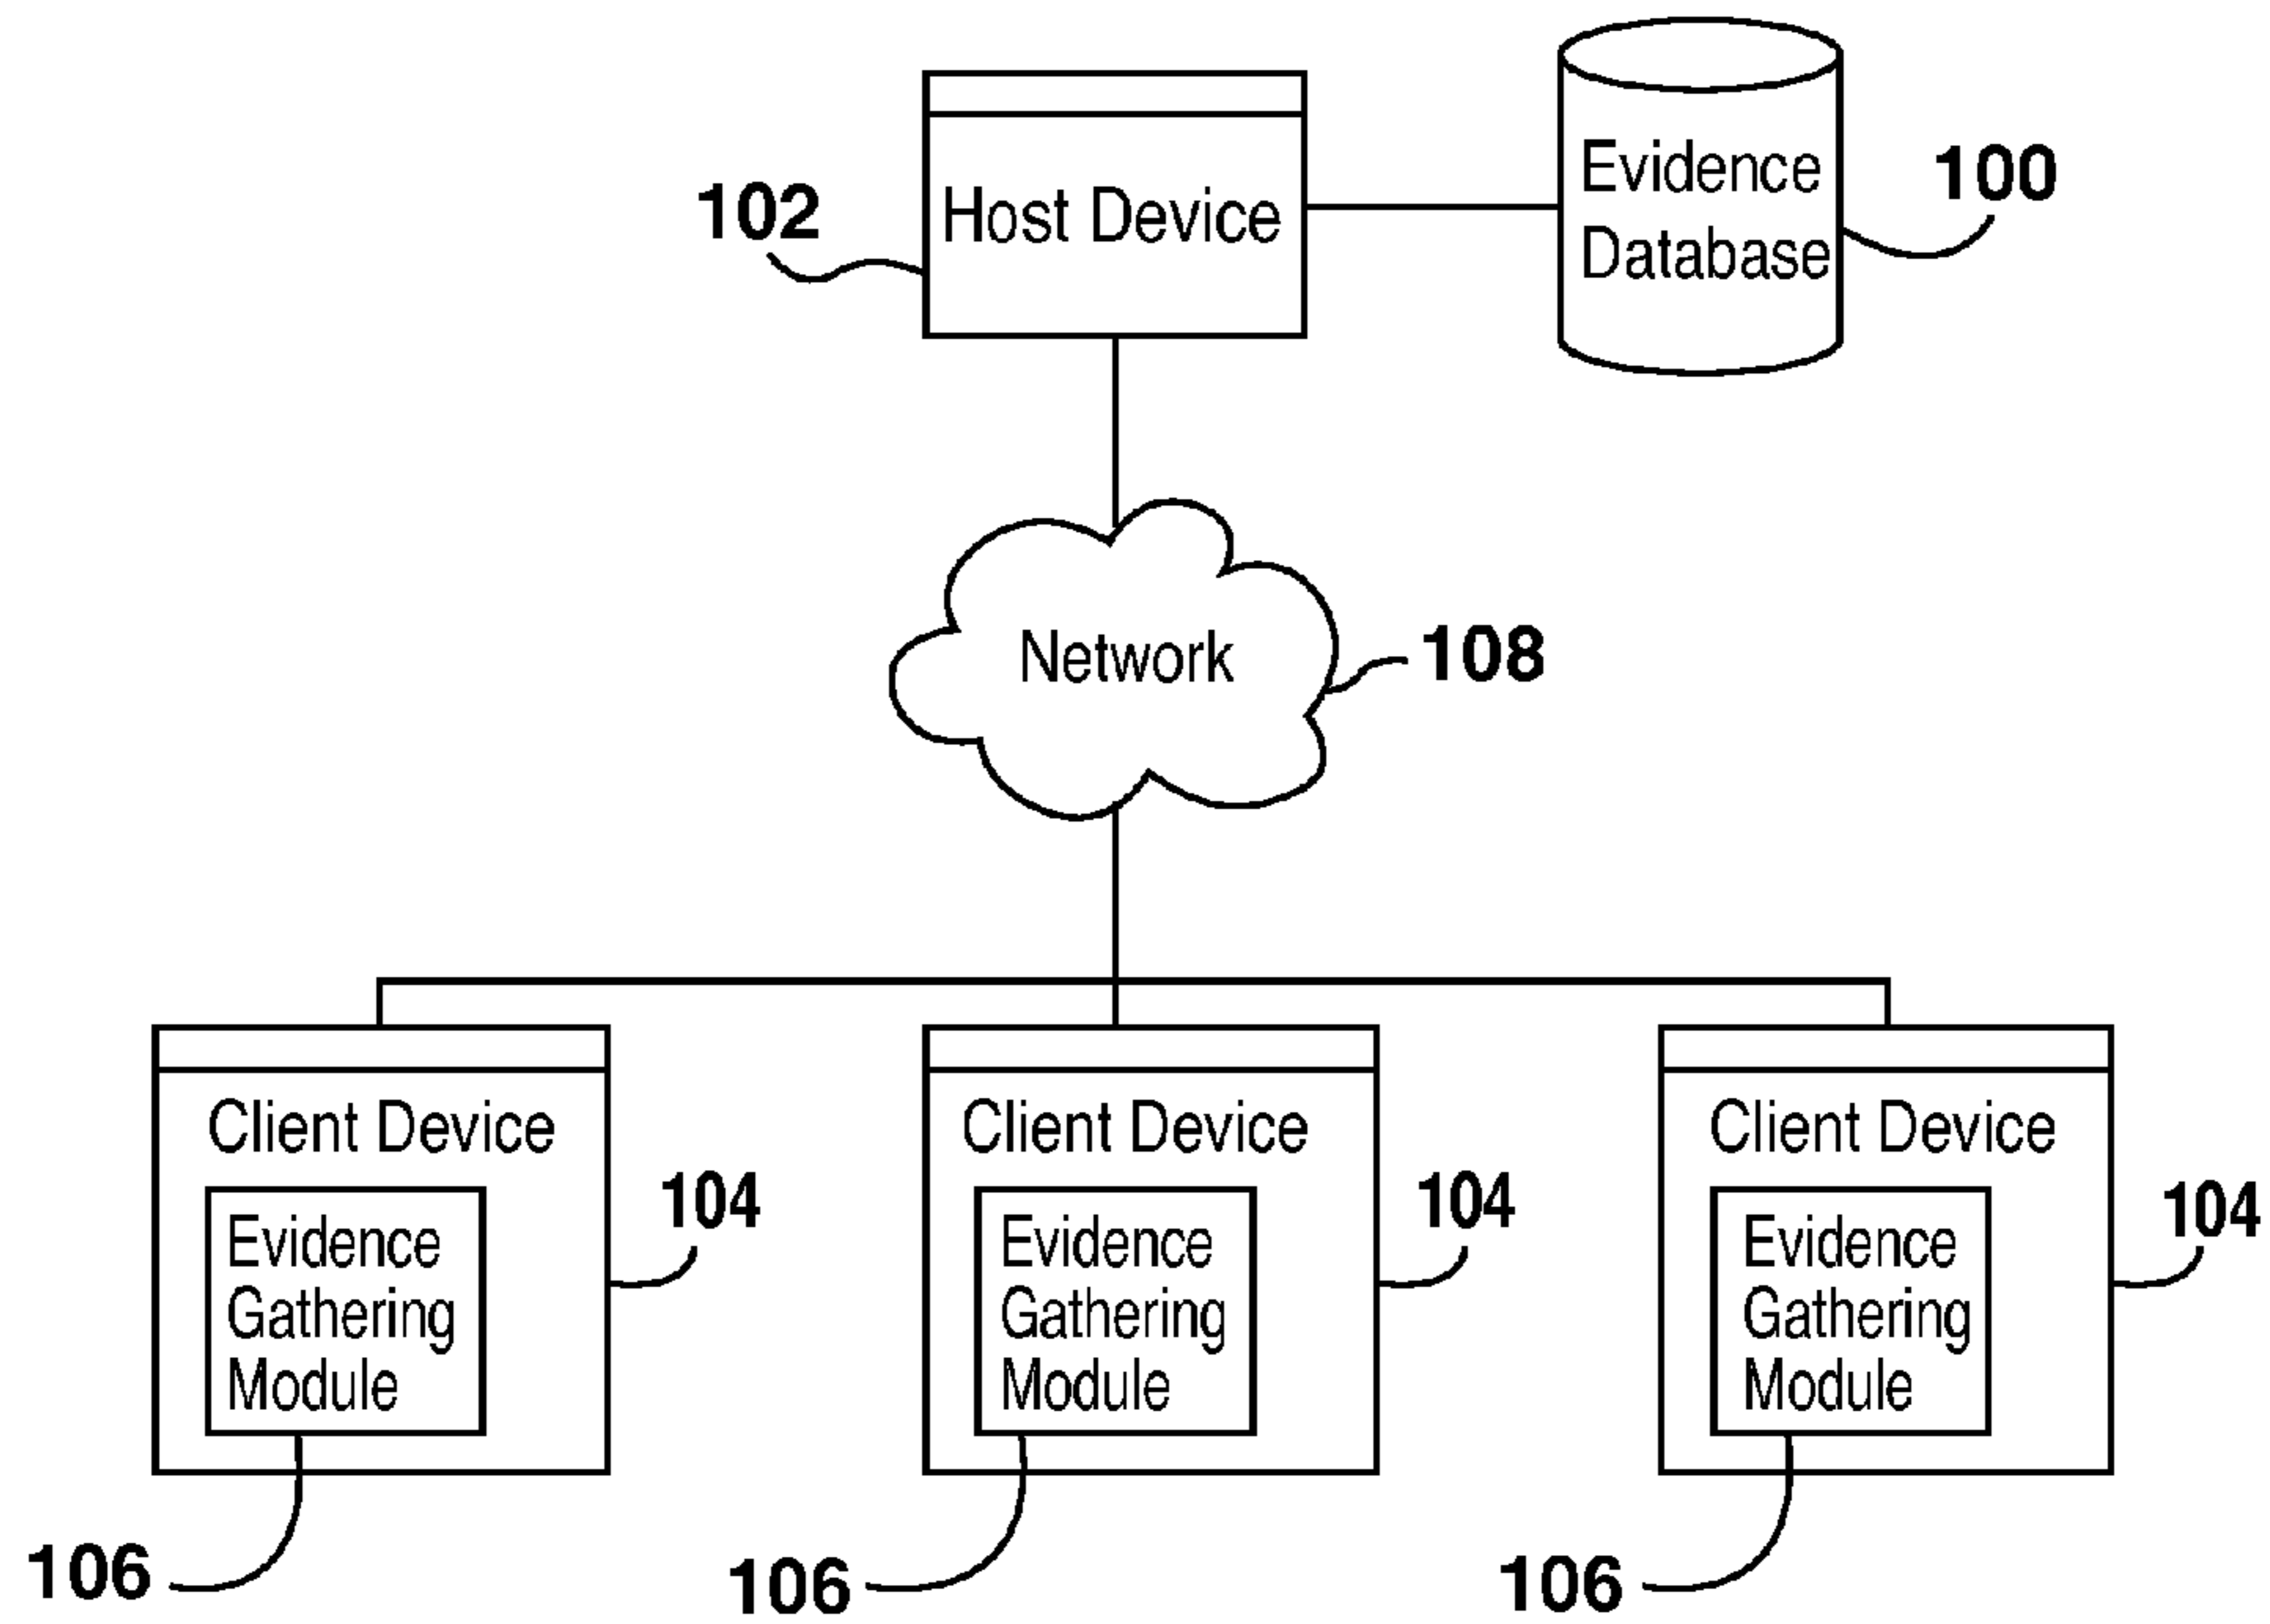 102
Host Device
Evidence
Database
100
Network
108
Client Device
Evidence
Gathering
Module
104
106
Client Device
Evidence
Gathering
Module
104
106
Client Device
Evidence
Gathering
Module
104
106